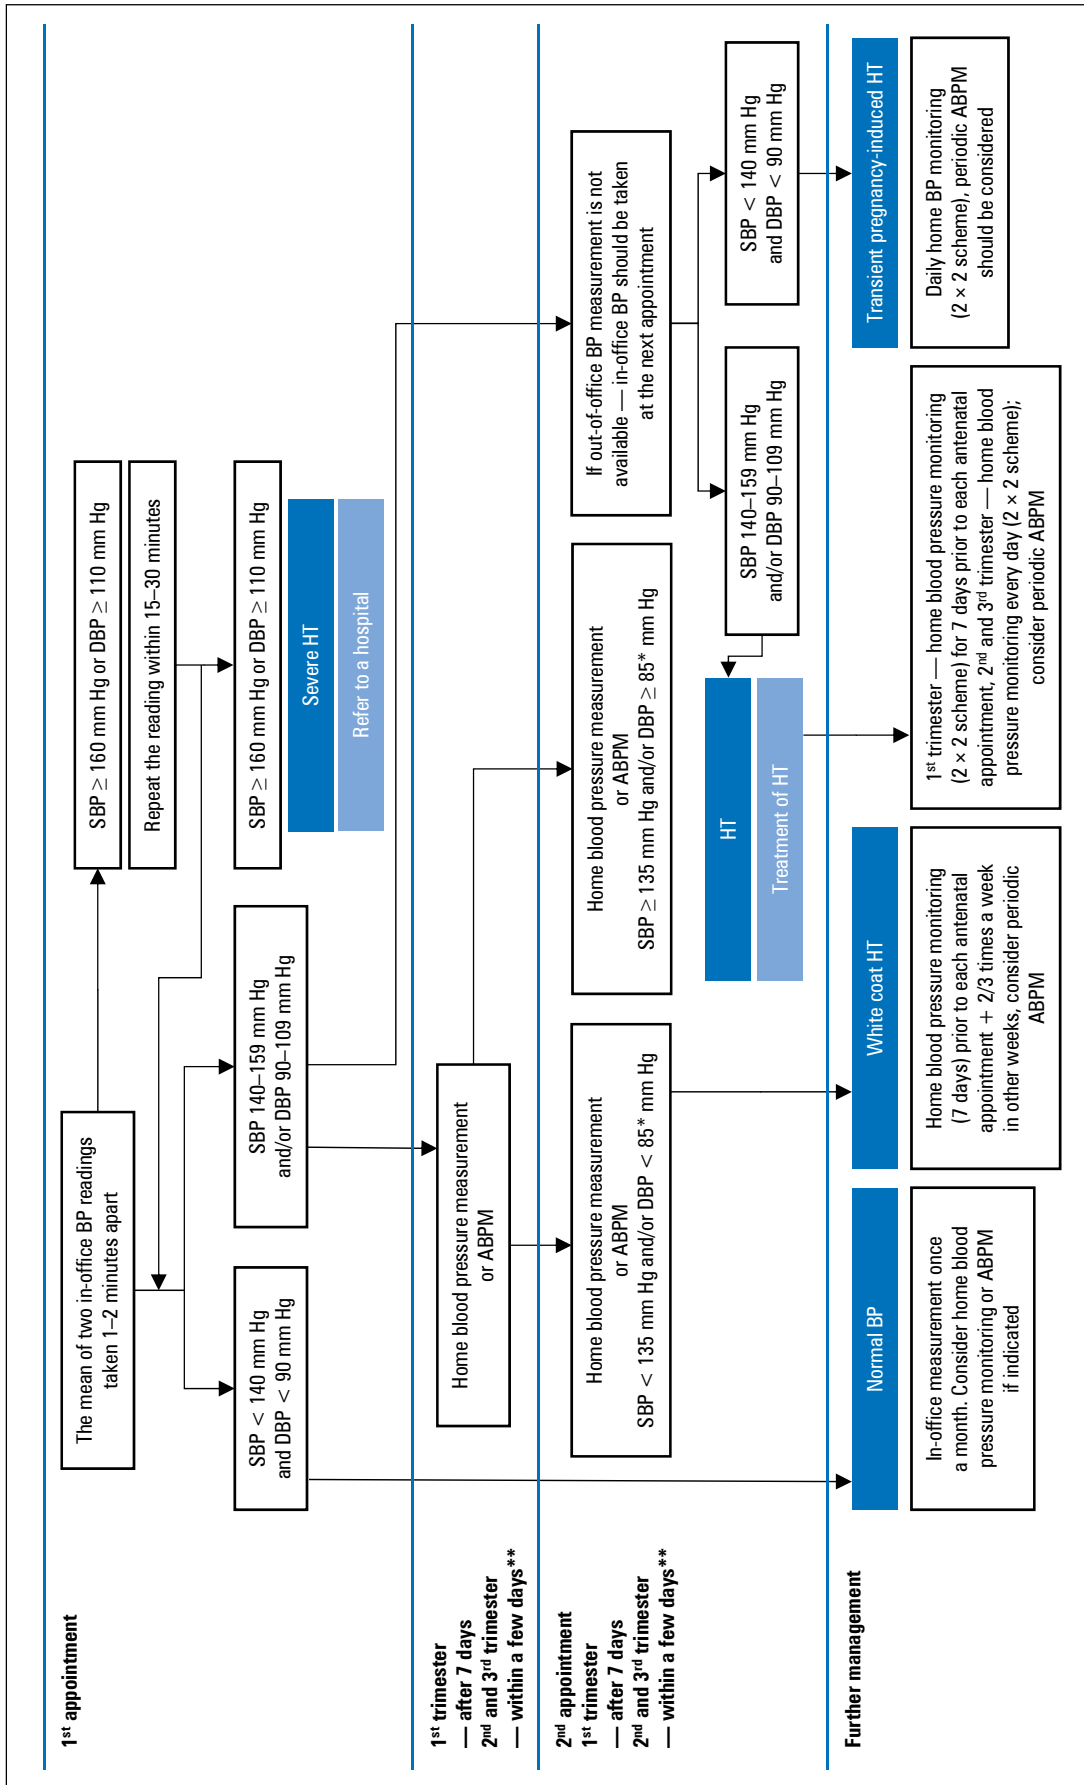 1st appointment
The mean of two in-office BP readings
taken 1–2 minutes apart
SBP ≥ 160 mm Hg or DBP ≥ 110 mm Hg
Repeat the reading within 15–30 minutes
SBP < 140 mm Hg
and DBP < 90 mm Hg
SBP 140–159 mm Hg
and/or DBP 90–109 mm Hg
SBP ≥ 160 mm Hg or DBP ≥ 110 mm Hg
Severe HT
Refer to a hospital
1st trimester
— after 7 days
2nd and 3rd trimester
— within a few days**
Home blood pressure measurement
or ABPM
2nd appointment
1st trimester
— after 7 days
2nd and 3rd trimester
— within a few days**
Home blood pressure measurement
or ABPM
SBP < 135 mm Hg and/or DBP < 85* mm Hg
Home blood pressure measurement
or ABPM
SBP ≥ 135 mm Hg and/or DBP ≥ 85* mm Hg
If out-of-office BP measurement is not
available — in-office BP should be taken
at the next appointment
HT
Treatment of HT
SBP 140–159 mm Hg
and/or DBP 90–109 mm Hg
SBP < 140 mm Hg
and DBP < 90 mm Hg
Further management
Normal BP
In-office measurement once
a month. Consider home blood
pressure monitoring or ABPM
if indicated
White coat HT
Home blood pressure monitoring
(7 days) prior to each antenatal
appointment + 2/3 times a week
in other weeks, consider periodic
ABPM
1st trimester — home blood pressure monitoring
(2 × 2 scheme) for 7 days prior to each antenatal
appointment, 2nd and 3rd trimester — home blood
pressure monitoring every day (2 × 2 scheme);
consider periodic ABPM
Transient pregnancy-induced HT
Daily home BP monitoring
(2 × 2 scheme), periodic ABPM
should be considered